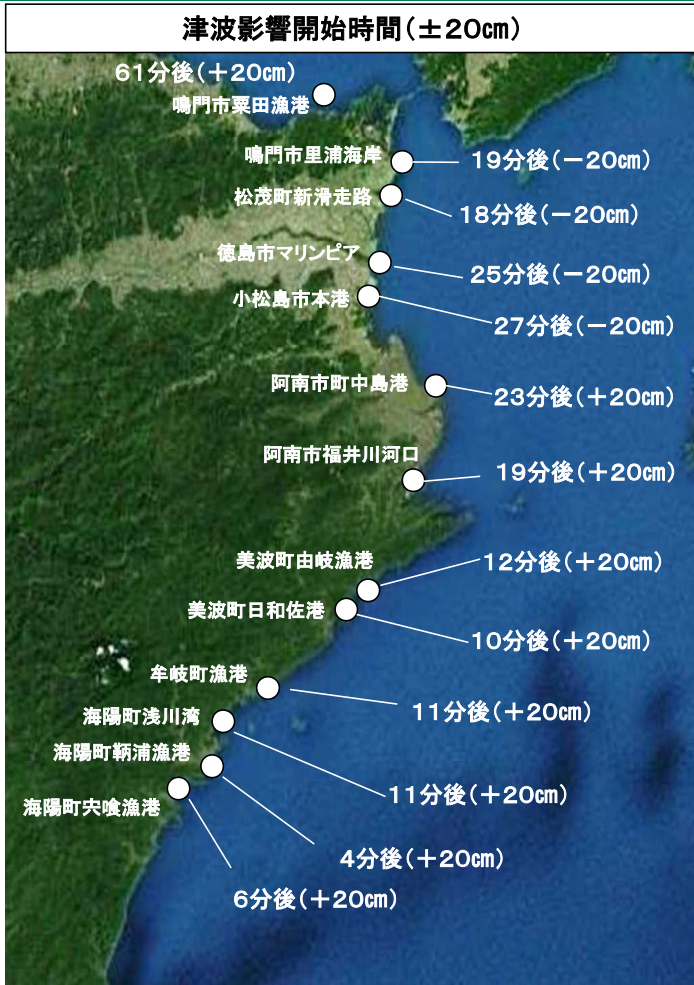 津波影響開始時間(±20㎝)
61分後(+20㎝)
鳴門市粟田漁港
鳴門市里浦海岸
19分後(-20㎝)
松茂町新滑走路
18分後(-20㎝)
徳島市マリンピア
25分後(-20㎝)
小松島市本港
27分後(-20㎝)
阿南市町中島港
23分後(+20㎝)
阿南市福井川河口
19分後(+20㎝)
美波町由岐漁港
12分後(+20㎝)
美波町日和佐港
10分後(+20㎝)
牟岐町漁港
11分後(+20㎝)
海陽町浅川湾
11分後(+20㎝)
海陽町鞆浦漁港
4分後(+20㎝)
海陽町宍喰漁港
6分後(+20㎝)